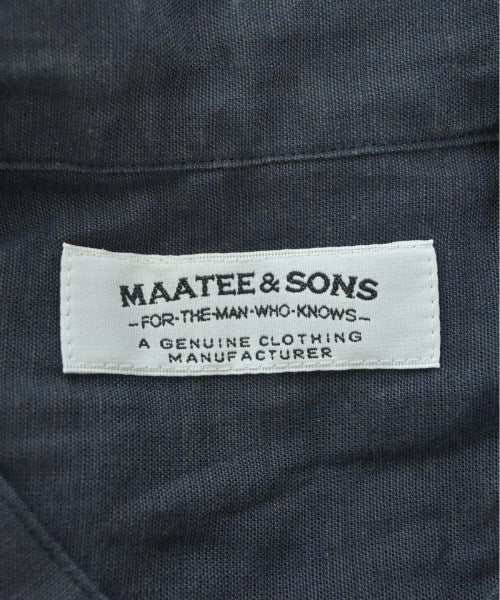 MAATEE & SONS
-FOR·THE·MAN·WHO·KNOWS-
A GENUINE CLOTHING
MANUFACTURER